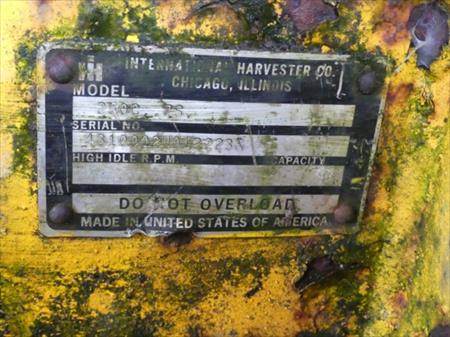 IH INTERNATIONAL HARVESTER CO.
CHICAGO, ILLINOIS
MODEL
SERIAL NO.
HIGH IDLE R.P.M. CAPACITY
DO NOT OVERLOAD
MADE IN UNITED STATES OF AMERICA